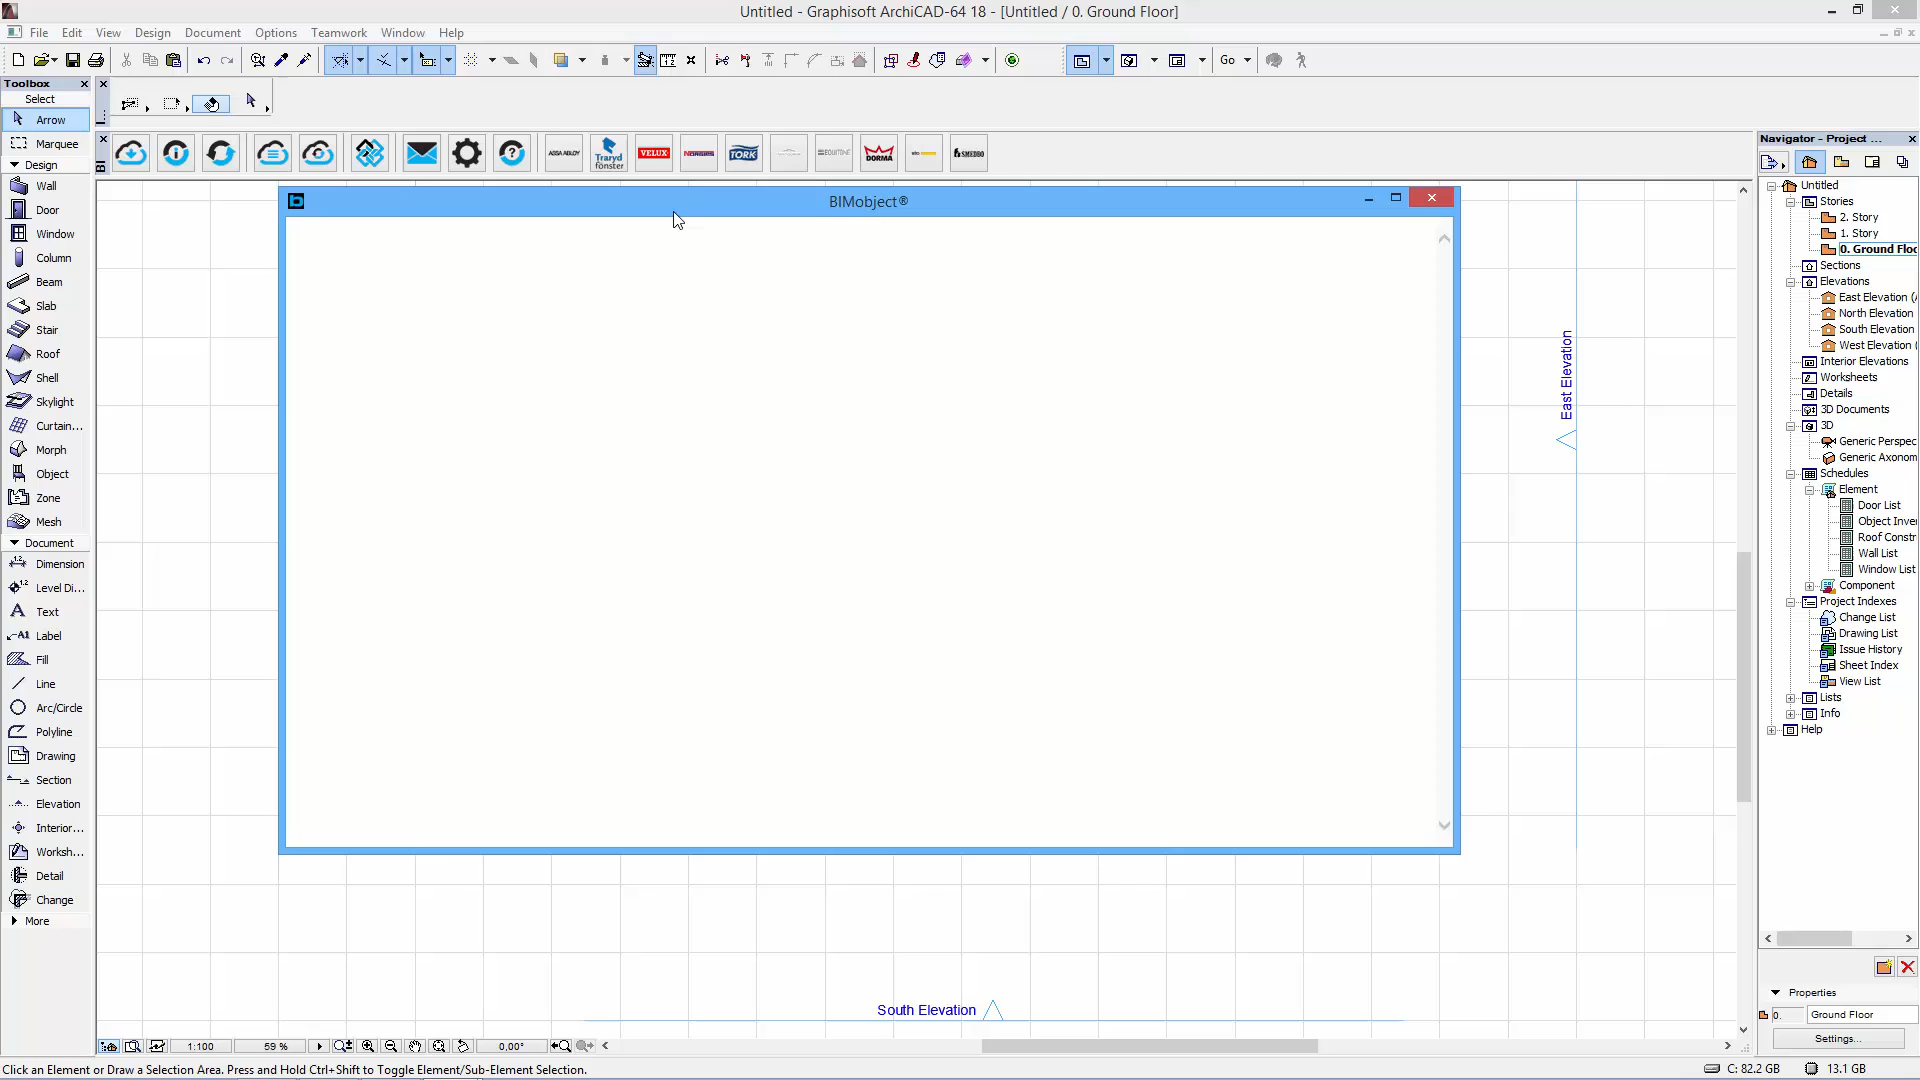 Untitled - Graphisoft ArchiCAD-64 18 - [Untitled / 0. Ground Floor]
File Edit View Design Document Options Teamwork Window Help
Go
Toolbox
Select
Arrow
Marquee
Design
Wall
Door
Window
Column
Beam
Slab
Stair
Roof
Shell
Skylight
Curtain...
Morph
Object
Zone
Mesh
Document
Dimension
Level Di...
Text
Label
Fill
Line
Arc/Circle
Polyline
Drawing
Section
Elevation
Interior...
Worksh...
Detail
Change
More
ASSA ABLOY
Traryd
fönster
VELUX
NORGIPS
TORK
EQUITONE
DORMA
SMEDBO
BIMobject®
East Elevation
South Elevation
Navigator - Project ...
Untitled
Stories
2. Story
1. Story
0. Ground Floo
Sections
Elevations
East Elevation (
North Elevation
South Elevation
West Elevation (
Interior Elevations
Worksheets
Details
3D Documents
3D
Generic Perspec
Generic Axonom
Schedules
Element
Door List
Object Inve
Roof Constr
Wall List
Window List
Component
Project Indexes
Change List
Drawing List
Issue History
Sheet Index
View List
Lists
Info
Help
Properties
0. Ground Floor
Settings...
1:100 59 % 0,00°
Click an Element or Draw a Selection Area. Press and Hold Ctrl+Shift to Toggle Element/Sub-Element Selection.
C: 82.2 GB 13.1 GB